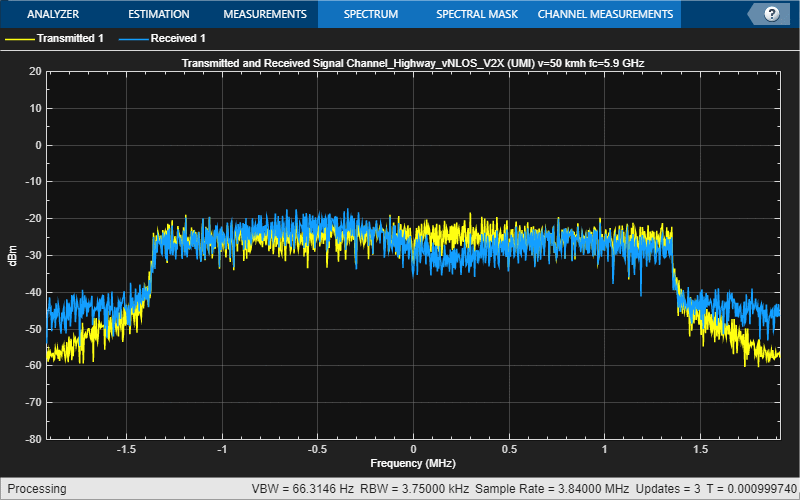 ANALYZER ESTIMATION MEASUREMENTS SPECTRUM SPECTRAL MASK CHANNEL MEASUREMENTS ?
Transmitted 1 Received 1
Transmitted and Received Signal Channel_Highway_vNLOS_V2X (UMI) v=50 kmh fc=5.9 GHz
20
10
0
-10
-20
-30
-40
-50
-60
-70
-80
dBm
-1.5 -1 -0.5 0 0.5 1 1.5
Frequency (MHz)
Processing VBW = 66.3146 Hz RBW = 3.75000 kHz Sample Rate = 3.84000 MHz Updates = 3 T = 0.000999740